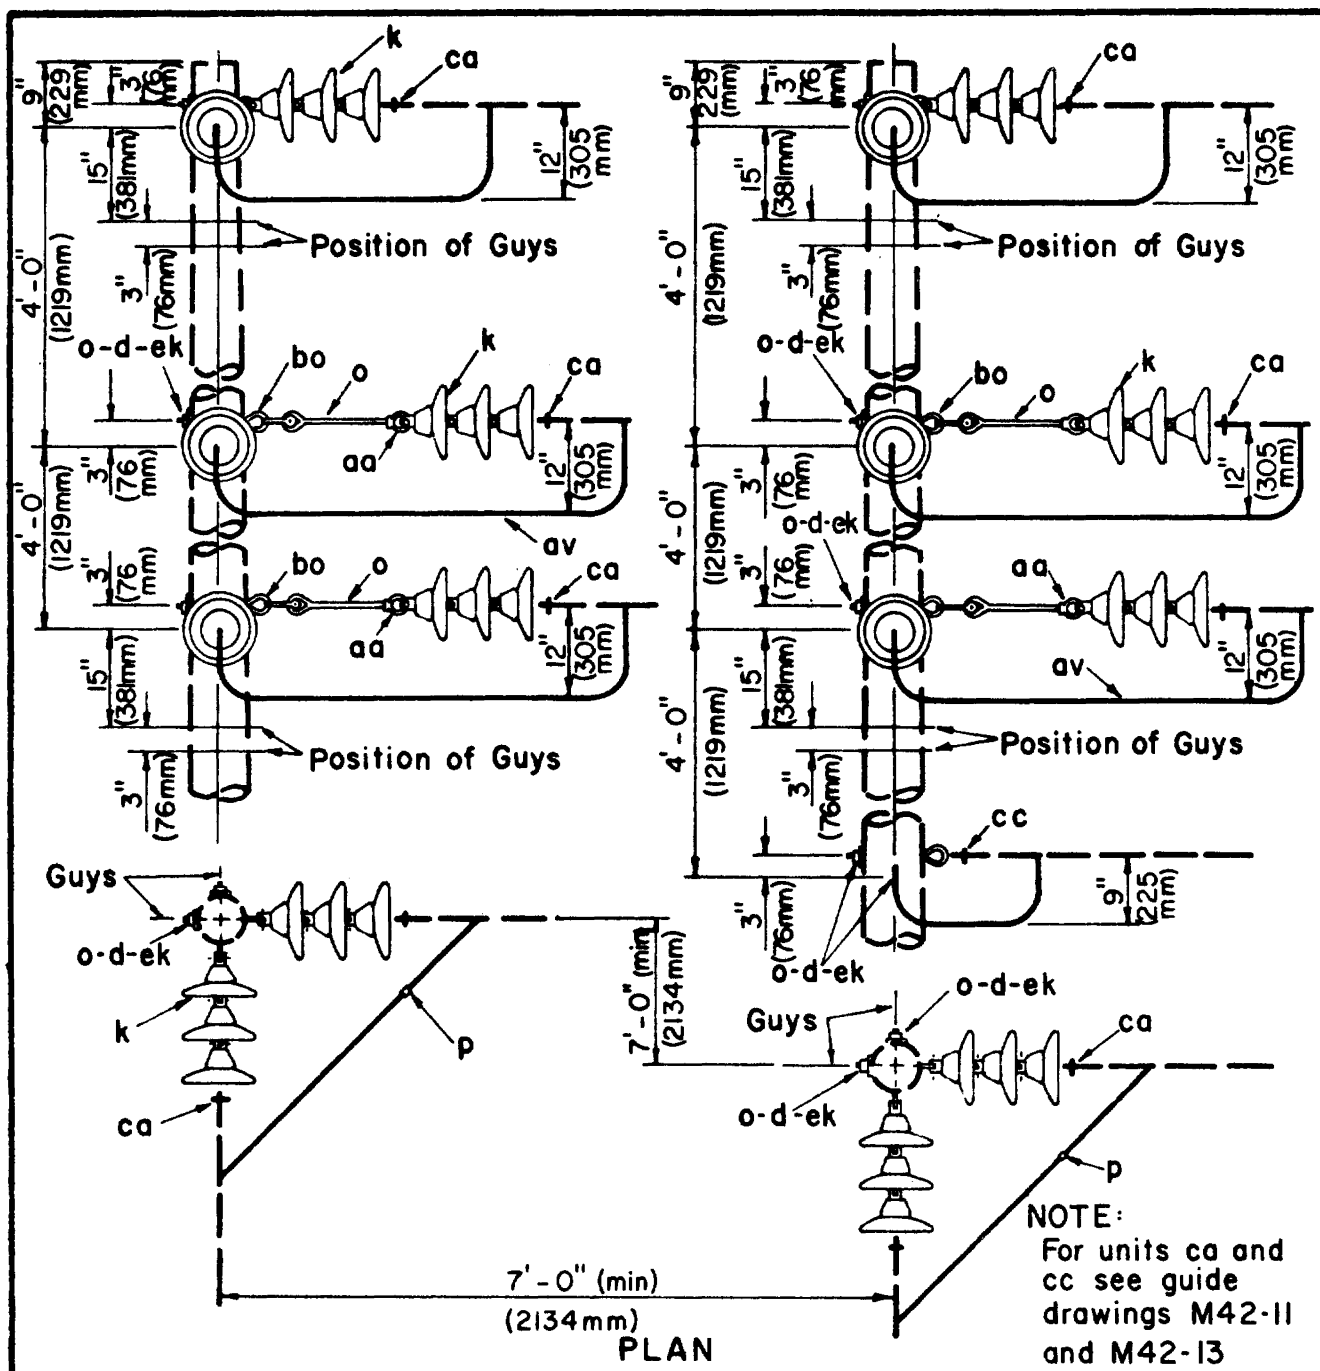 k
ca
9"
(229
mm)
3"
(76
mm)
15"
(381mm)
12"
(305
mm)
Position of Guys
3"
(76mm)
4'-0"
(1219mm)
o-d-ek
bo
o
k
ca
aa
3"
(76
mm)
12"
(305
mm)
av
4'-0"
(1219mm)
3"
(76
mm)
bo
o
ca
aa
12"
(305
mm)
15"
(381mm)
Position of Guys
3"
(76mm)
ca
9"
(229
mm)
3"
(76
mm)
15"
(381mm)
12"
(305
mm)
Position of Guys
3"
(76mm)
4'-0"
(1219mm)
o-d-ek
bo
o
k
ca
3"
(76
mm)
12"
(305
mm)
4'-0"
(1219mm)
o-d-ek
3"
(76
mm)
aa
12"
(305
mm)
av
15"
(381mm)
Position of Guys
3"
(76mm)
4'-0"
(1219mm)
cc
3"
(76mm)
9"
(225
mm)
o-d-ek
Guys
o-d-ek
k
p
ca
7'-0" (min)
(2134mm)
Guys
o-d-ek
ca
o-d-ek
p
7'-0" (min)
(2134mm)
PLAN
NOTE:
For units ca and
cc see guide
drawings M42-11
and M42-13